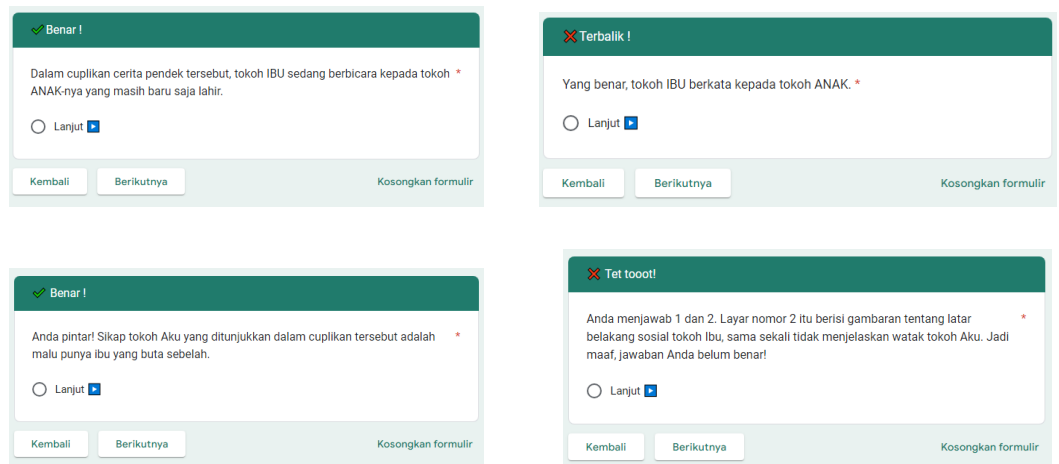 Benar !
Dalam cuplikan cerita pendek tersebut, tokoh IBU sedang berbicara kepada tokoh *
ANAK-nya yang masih baru saja lahir.
Lanjut
Kembali Berikutnya Kosongkan formulir
Terbalik !
Yang benar, tokoh IBU berkata kepada tokoh ANAK. *
Lanjut
Kembali Berikutnya Kosongkan formulir
Benar !
Anda pintar! Sikap tokoh Aku yang ditunjukkan dalam cuplikan tersebut adalah *
malu punya ibu yang buta sebelah.
Lanjut
Kembali Berikutnya Kosongkan formulir
Tet tooot!
Anda menjawab 1 dan 2. Layar nomor 2 itu berisi gambaran tentang latar *
belakang sosial tokoh Ibu, sama sekali tidak menjelaskan watak tokoh Aku. Jadi
maaf, jawaban Anda belum benar!
Lanjut
Kembali Berikutnya Kosongkan formulir